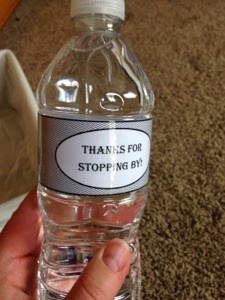 THANKS FOR
STOPPING BY!